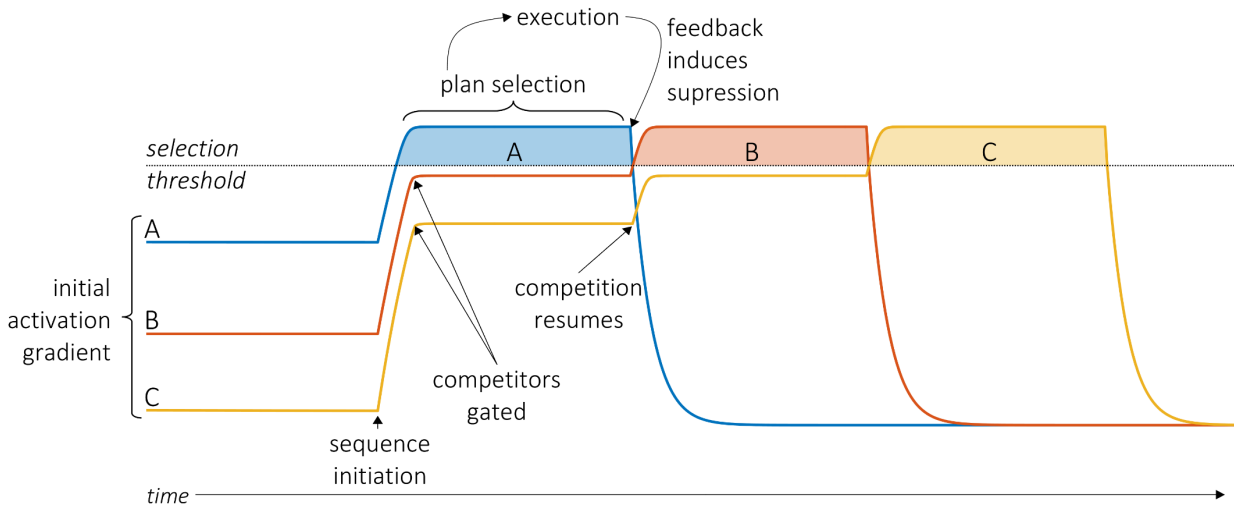 execution
feedback
induces
supression
plan selection
selection
threshold
A
B
C
A
B
C
initial
activation
gradient
competition
resumes
competitors
gated
sequence
initiation
time